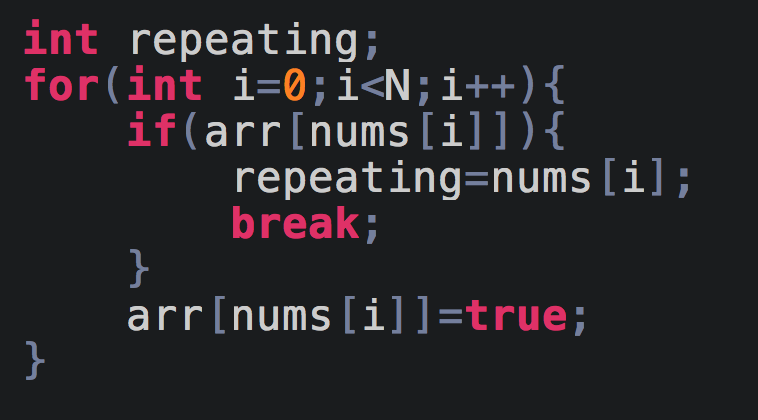 int repeating;
for(int i=0;i<N;i++){
    if(arr[nums[i]]){
        repeating=nums[i];
        break;
    }
    arr[nums[i]]=true;
}